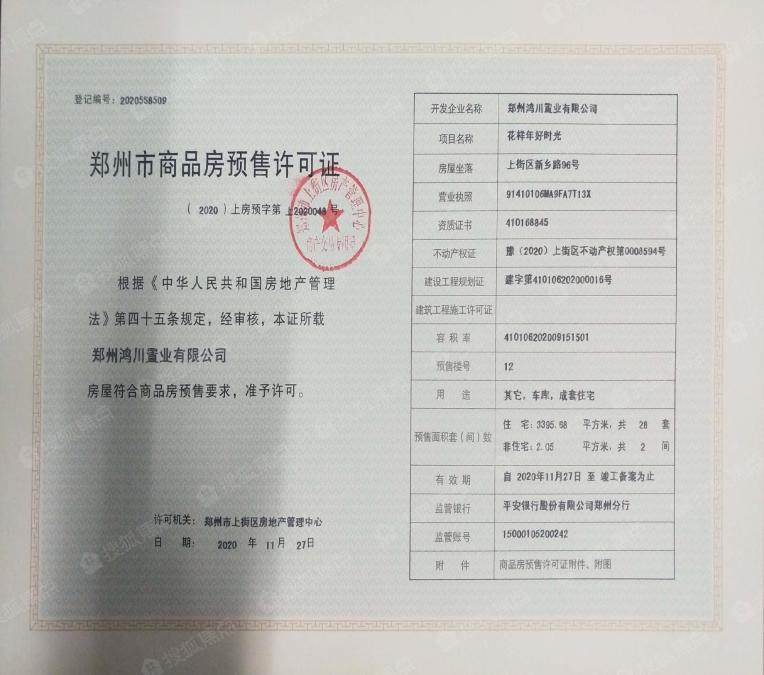 登记编号：2020558509
郑州市商品房预售许可证
（ 2020 ）上房预字第 上2020048 号
根据《中华人民共和国房地产管理
法》第四十五条规定，经审核，本证所载
郑州鸿川置业有限公司
房屋符合商品房预售要求，准予许可。
许可机关： 郑州市上街区房地产管理中心
日 期： 2020 年 11月 27日
开发企业名称 郑州鸿川置业有限公司
项目名称 花样年好时光
房屋坐落 上街区新乡路96号
营业执照 91410106MA9FA7T13X
资质证书 410168845
不动产权证 豫（2020）上街区不动产权第0008594号
建设工程规划证 建字第410106202000016号
建筑工程施工许可证
容 积 率 410106202009151501
预售楼号 12
用 途 其它，车库，成套住宅
预售面积套（间）数 住 宅: 3395.68 平方米，共 28 套
套住宅: 2.05 平方米，共 2 间
有 效 期 自 2020年11月27日 至 竣工备案为止
监管银行 平安银行股份有限公司郑州分行
监管账号 15000105200242
附 件 商品房预售许可证附件、附图
搜狐焦点